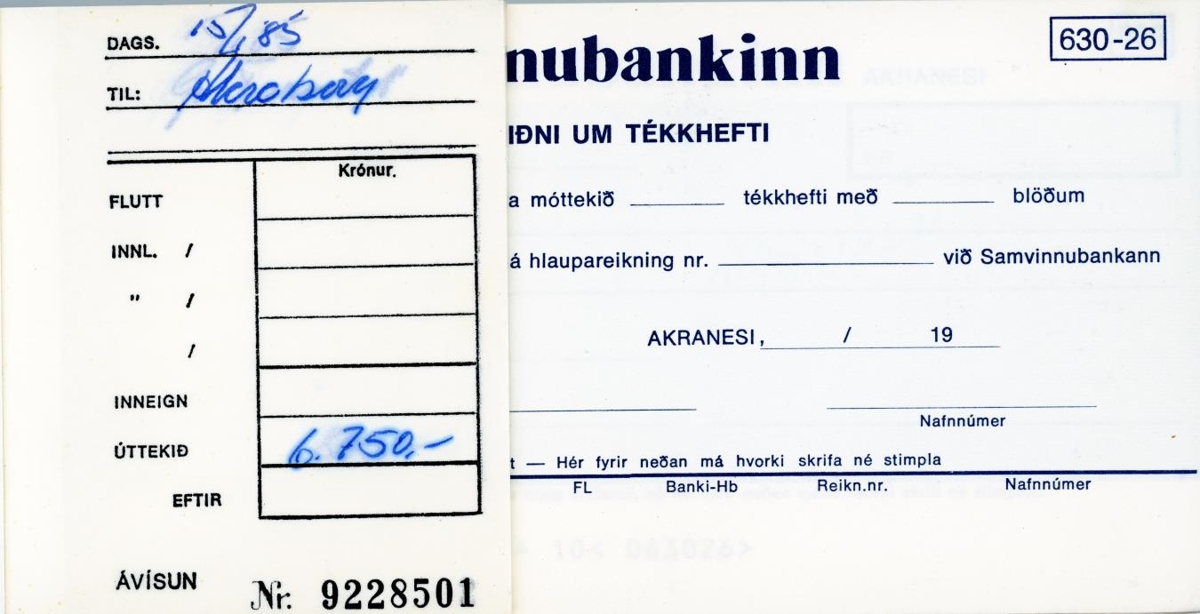 DAGS. 15/1 '85
TIL: Akraborg
Krónur.
FLUTT
INNL. /
" /
/
INNEIGN
ÚTTEKIÐ 6.750,-
EFTIR
ÁVÍSUN Nr. 9228501
nubankinn
630-26
IÐNI UM TÉKKHEFTI
a móttekið tékkhefti með blöðum
á hlaupareikning nr. við Samvinnubankann
AKRANESI, / 19
Nafnnúmer
t — Hér fyrir neðan má hvorki skrifa né stimpla
FL Banki-Hb Reikn.nr. Nafnnúmer